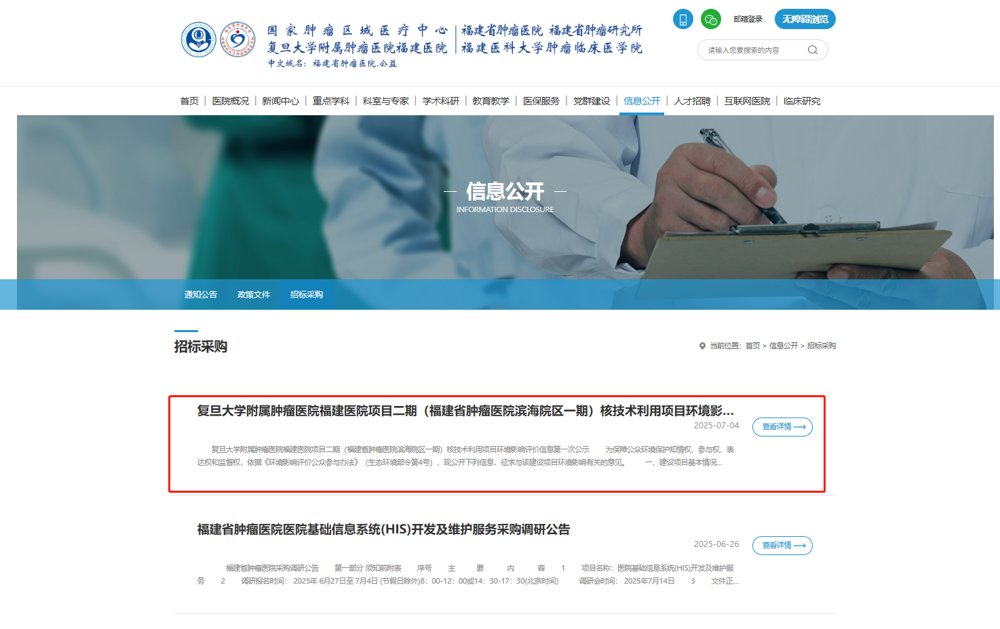 国家肿瘤区域医疗中心 福建省肿瘤医院 福建省肿瘤研究所
复旦大学附属肿瘤医院福建医院 福建医科大学肿瘤临床医学院
中文域名：福建省肿瘤医院.公益
邮箱登录 无障碍浏览
请输入您要搜索的内容
首页 | 医院概况 | 新闻中心 | 重点学科 | 科室与专家 | 学术科研 | 教育教学 | 医保服务 | 党群建设 | 信息公开 | 人才招聘 | 互联网医院 | 临床研究
信息公开
INFORMATION DISCLOSURE
通知公告 政策文件 招标采购
招标采购
当前位置：首页 > 信息公开 > 招标采购
复旦大学附属肿瘤医院福建医院项目二期（福建省肿瘤医院滨海院区一期）核技术利用项目环境影...
2025-07-04
查看详情
复旦大学附属肿瘤医院福建医院项目二期（福建省肿瘤医院滨海院区一期）核技术利用项目环境影响评价信息第一次公示 为保障公众环境保护知情权、参与权、表
达权和监督权，依据《环境影响评价公众参与办法》（生态环境部令第4号），现公开下列信息，征求与该建设项目环境影响有关的意见。 一、建设项目基本情况...
福建省肿瘤医院医院基础信息系统(HIS)开发及维护服务采购调研公告
2025-06-26
查看详情
福建省肿瘤医院采购调研公告 第一部分 须知前附表 序号 主 要 内 容 1 项目名称：医院基础信息系统(HIS)开发及维护服
务 2 调研报名时间： 2025年 6月27日至 7月4日 (节假日除外)8：00-12：00或14：30-17：30(北京时间) 调研会时间： 2025年7月14日 3 文件正...